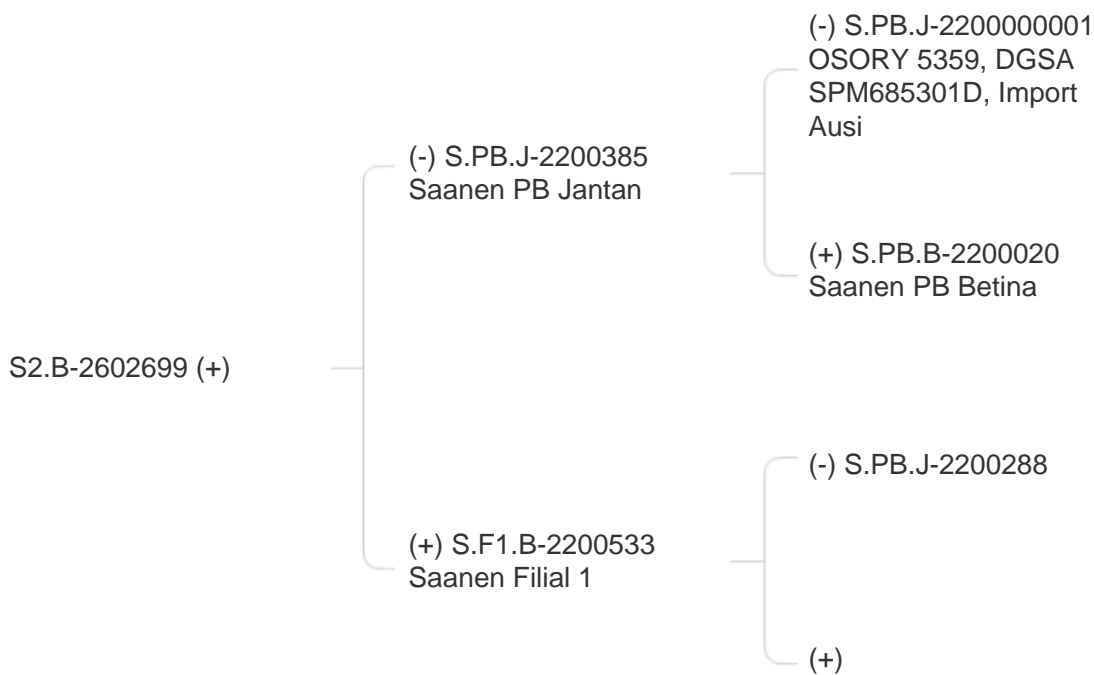 (-) S.PB.J-2200000001
OSORY 5359, DGSA
SPM685301D, Import
Ausi
(-) S.PB.J-2200385
Saanen PB Jantan
(+) S.PB.B-2200020
Saanen PB Betina
S2.B-2602699 (+)
(-) S.PB.J-2200288
(+) S.F1.B-2200533
Saanen Filial 1
(+)